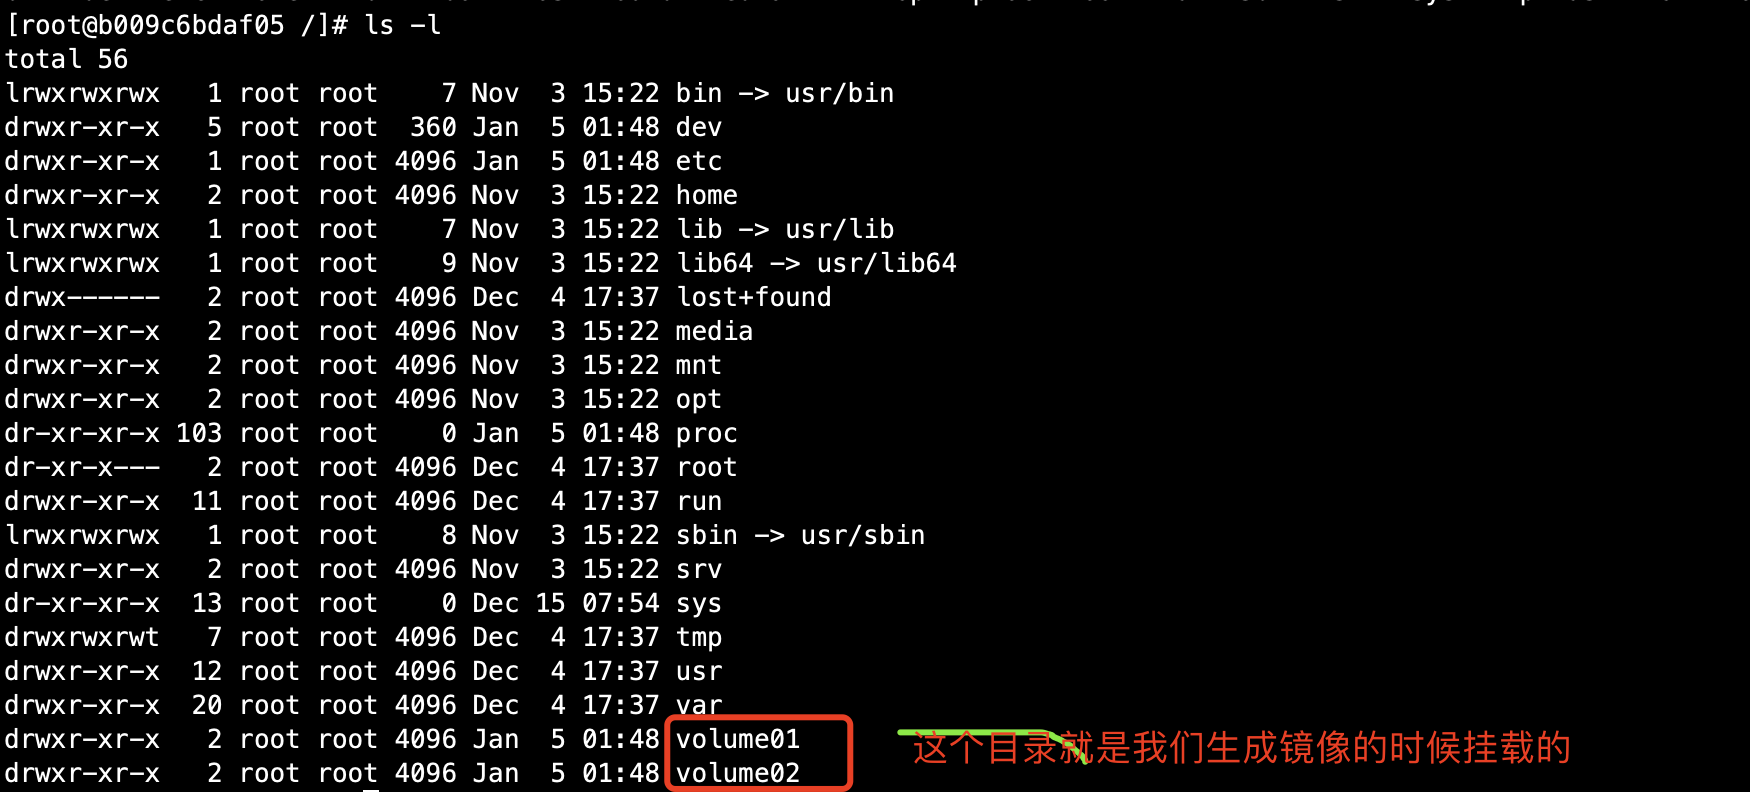 [root@b009c6bdaf05 /]# ls -l
total 56
lrwxrwxrwx   1 root root    7 Nov  3 15:22 bin -> usr/bin
drwxr-xr-x   5 root root  360 Jan  5 01:48 dev
drwxr-xr-x   1 root root 4096 Jan  5 01:48 etc
drwxr-xr-x   2 root root 4096 Nov  3 15:22 home
lrwxrwxrwx   1 root root    7 Nov  3 15:22 lib -> usr/lib
lrwxrwxrwx   1 root root    9 Nov  3 15:22 lib64 -> usr/lib64
drwx------   2 root root 4096 Dec  4 17:37 lost+found
drwxr-xr-x   2 root root 4096 Nov  3 15:22 media
drwxr-xr-x   2 root root 4096 Nov  3 15:22 mnt
drwxr-xr-x   2 root root 4096 Nov  3 15:22 opt
dr-xr-xr-x 103 root root    0 Jan  5 01:48 proc
dr-xr-x---   2 root root 4096 Dec  4 17:37 root
drwxr-xr-x  11 root root 4096 Dec  4 17:37 run
lrwxrwxrwx   1 root root    8 Nov  3 15:22 sbin -> usr/sbin
drwxr-xr-x   2 root root 4096 Nov  3 15:22 srv
dr-xr-xr-x  13 root root    0 Dec 15 07:54 sys
drwxrwxrwt   7 root root 4096 Dec  4 17:37 tmp
drwxr-xr-x  12 root root 4096 Dec  4 17:37 usr
drwxr-xr-x  20 root root 4096 Dec  4 17:37 var
drwxr-xr-x   2 root root 4096 Jan  5 01:48 volume01
这个目录就是我们生成镜像的时候挂载的
drwxr-xr-x   2 root root 4096 Jan  5 01:48 volume02